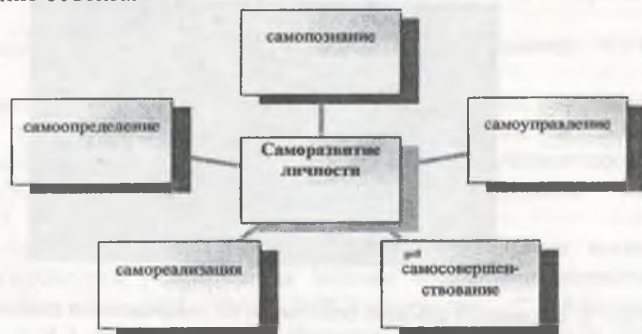 самопознание
самоопределение
самоуправление
Саморазвитие
личности
самореализация
самосовершен-
ствование